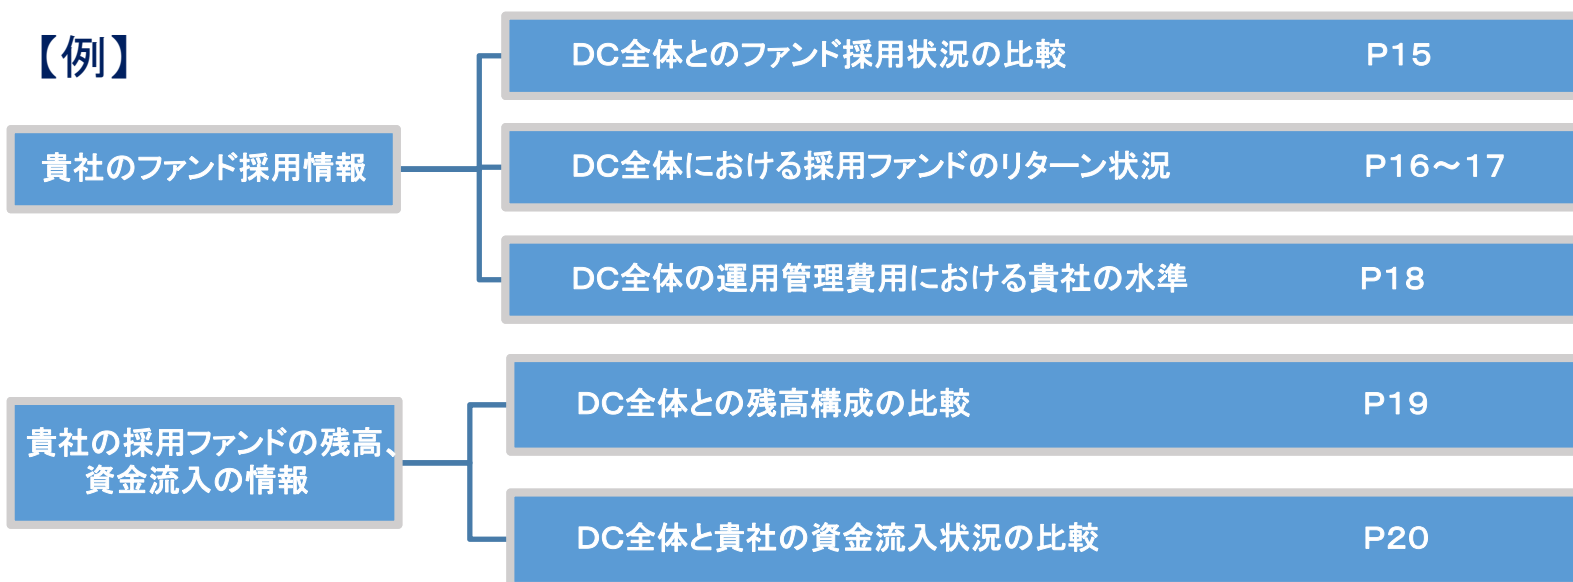 【例】
貴社のファンド採用情報
DC全体とのファンド採用状況の比較 P15
DC全体における採用ファンドのリターン状況 P16～17
DC全体の運用管理費用における貴社の水準 P18
貴社の採用ファンドの残高、
資金流入の情報
DC全体との残高構成の比較 P19
DC全体と貴社の資金流入状況の比較 P20